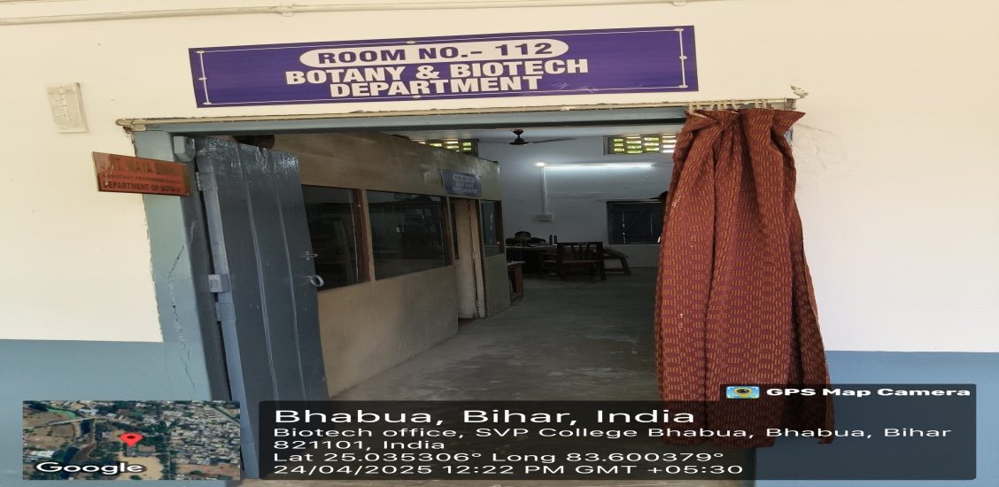 ROOM NO.- 112
BOTANY & BIOTECH
DEPARTMENT
DEPARTMENT OF BOTANY
GPS Map Camera
Bhabua, Bihar, India
Biotech office, SVP College Bhabua, Bhabua, Bihar
821101, India
Lat 25.035306° Long 83.600379°
24/04/2025 12:22 PM GMT +05:30
Google